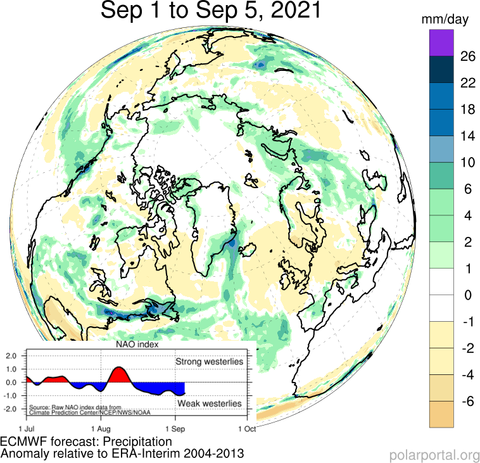 Sep 1 to Sep 5, 2021
mm/day
26
22
18
14
10
6
4
2
1
0
-1
-2
-4
-6
NAO index
2.0
1.0
0.0
-1.0
-2.0
Strong westerlies
Weak westerlies
Source: Raw NAO index data from
Climate Prediction Center/NCEP/NWS/NOAA
1 Jul
1 Aug
1 Sep
1 Oct
ECMWF forecast: Precipitation
Anomaly relative to ERA-Interim 2004-2013
polarportal.org